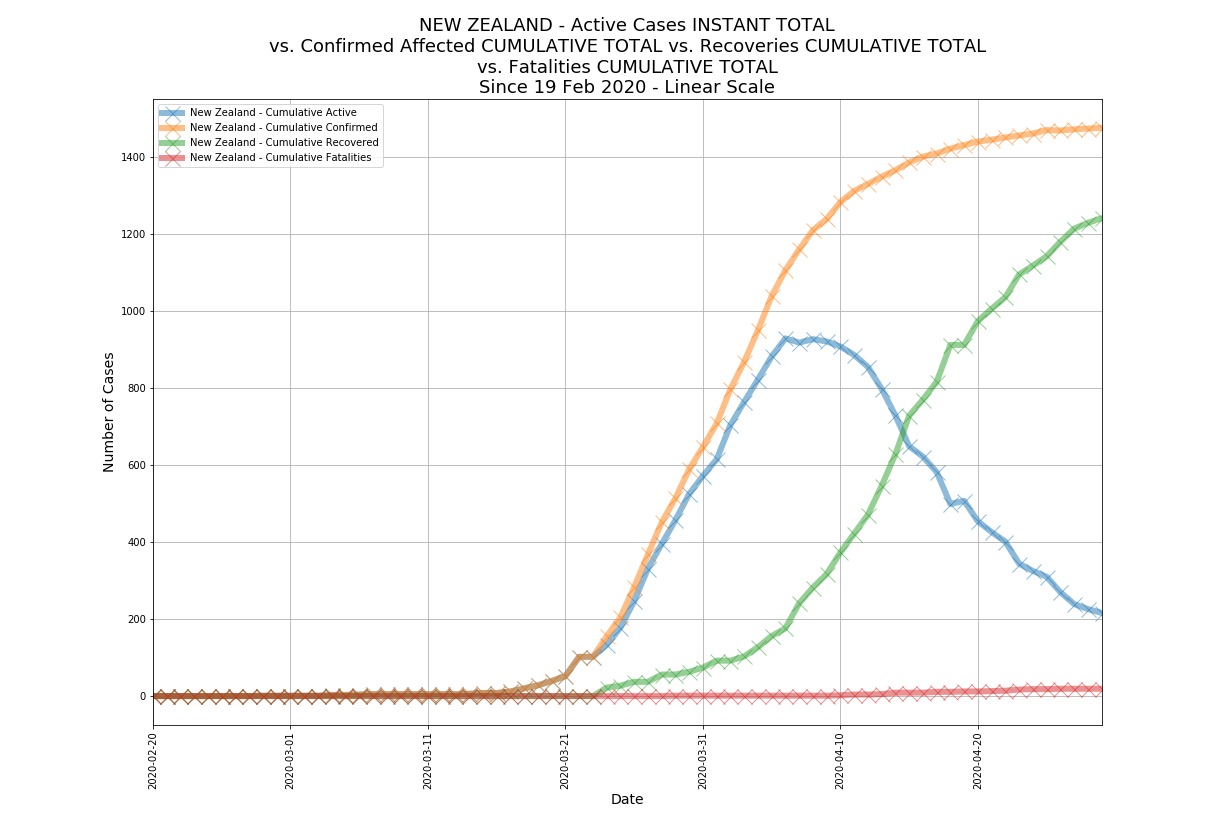 NEW ZEALAND - Active Cases INSTANT TOTAL
vs. Confirmed Affected CUMULATIVE TOTAL vs. Recoveries CUMULATIVE TOTAL
vs. Fatalities CUMULATIVE TOTAL
Since 19 Feb 2020 - Linear Scale
New Zealand - Cumulative Active
New Zealand - Cumulative Confirmed
New Zealand - Cumulative Recovered
New Zealand - Cumulative Fatalities
Number of Cases
1400
1200
1000
800
600
400
200
0
2020-02-20
2020-03-01
2020-03-11
2020-03-21
2020-03-31
2020-04-10
2020-04-20
Date